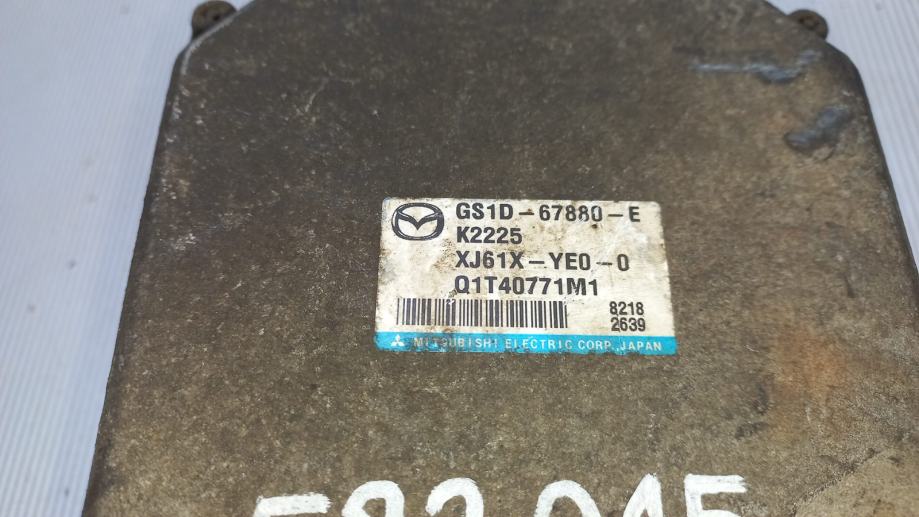 GS1D-67880-E
K2225
XJ61X-YE0-0
Q1T40771M1
8218
2639
MITSUBISHI ELECTRIC CORP., JAPAN